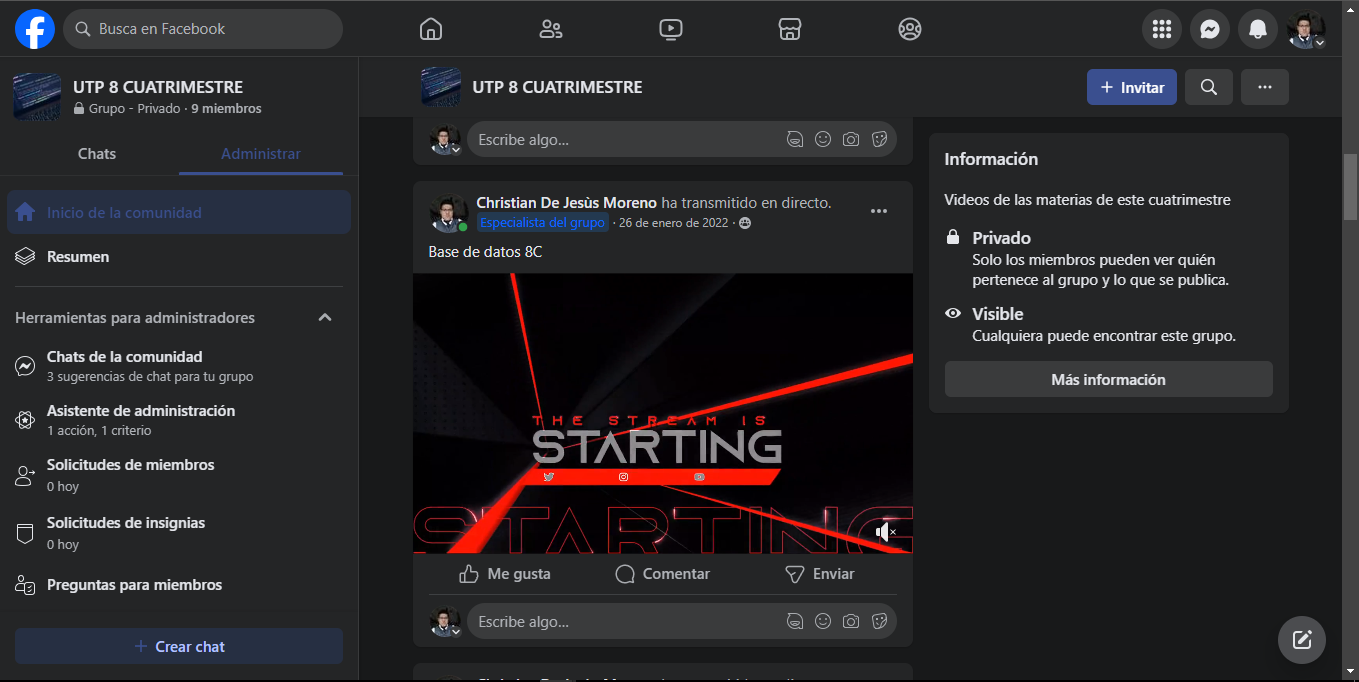 Busca en Facebook
UTP 8 CUATRIMESTRE
Grupo - Privado · 9 miembros
Chats
Administrar
Inicio de la comunidad
Resumen
Herramientas para administradores
Chats de la comunidad
3 sugerencias de chat para tu grupo
Asistente de administración
1 acción, 1 criterio
Solicitudes de miembros
0 hoy
Solicitudes de insignias
0 hoy
Preguntas para miembros
+ Crear chat
UTP 8 CUATRIMESTRE
+ Invitar
Escribe algo...
Christian De Jesùs Moreno ha transmitido en directo.
Especialista del grupo · 26 de enero de 2022 ·
Base de datos 8C
THE STREAM IS
STARTING
STARTING
Me gusta
Comentar
Enviar
Escribe algo...
Información
Videos de las materias de este cuatrimestre
Privado
Solo los miembros pueden ver quién
pertenece al grupo y lo que se publica.
Visible
Cualquiera puede encontrar este grupo.
Más información